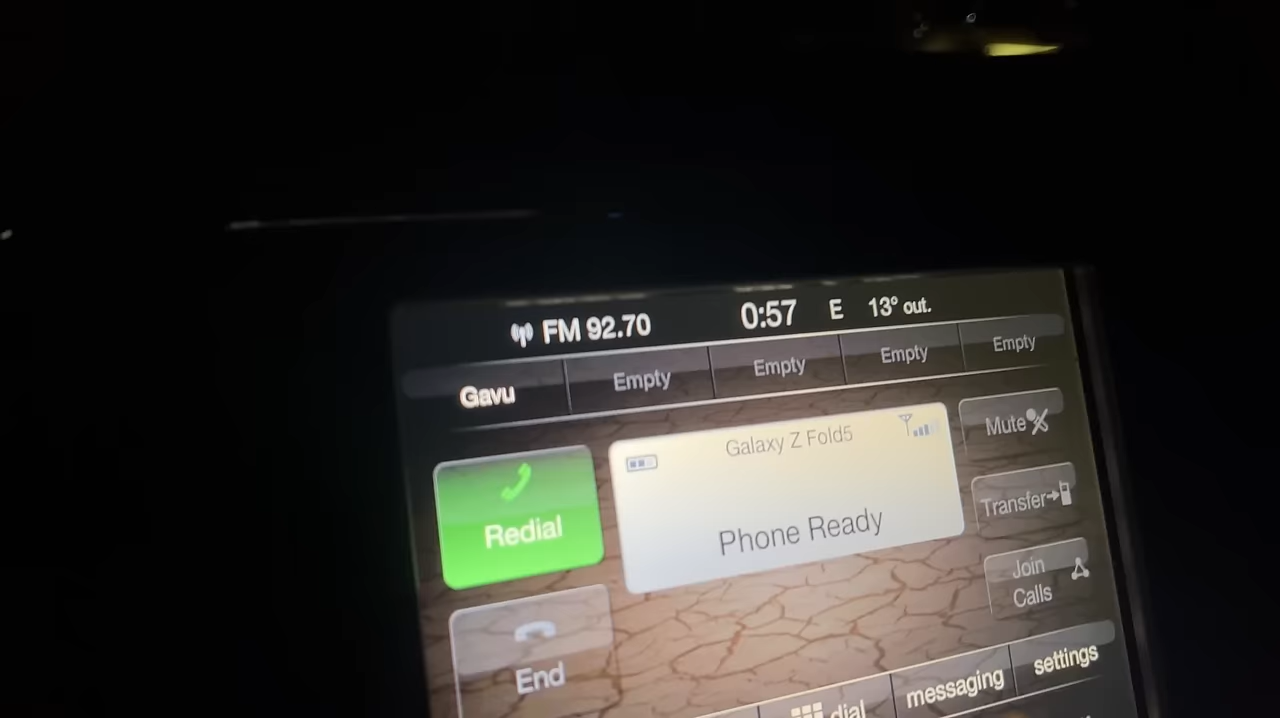 FM 92.70 0:57 E 13° out.
Gavu Empty Empty Empty Empty
Galaxy Z Fold5
Phone Ready
Redial
End
Mute
Transfer
Join
Calls
dial messaging settings